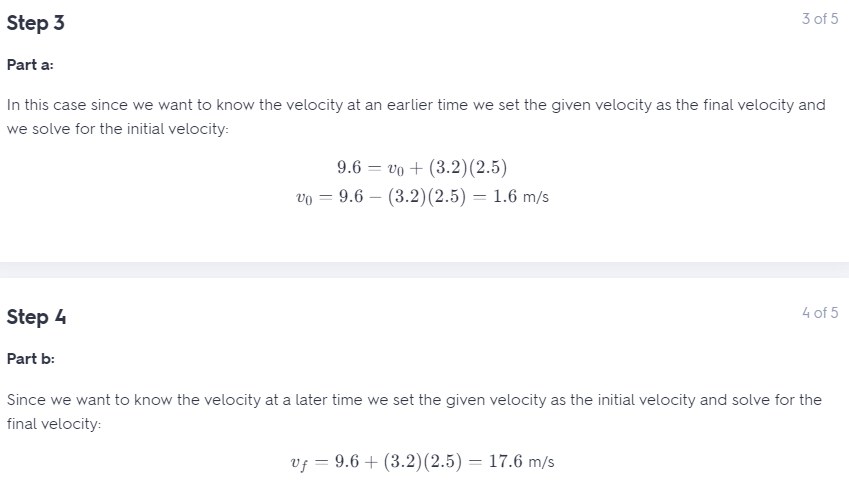 Step 3
3 of 5
Part a:
In this case since we want to know the velocity at an earlier time we set the given velocity as the final velocity and
we solve for the initial velocity:
9.6 = v₀ + (3.2)(2.5)
v₀ = 9.6 − (3.2)(2.5) = 1.6 m/s
Step 4
4 of 5
Part b:
Since we want to know the velocity at a later time we set the given velocity as the initial velocity and solve for the
final velocity:
v_f = 9.6 + (3.2)(2.5) = 17.6 m/s